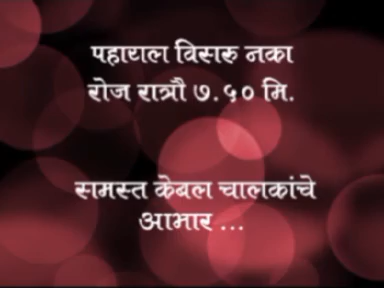 पहायला विसरु नका
रोज रात्रौ ७.५० मि.
समस्त केबल चालकांचे
आभार ...